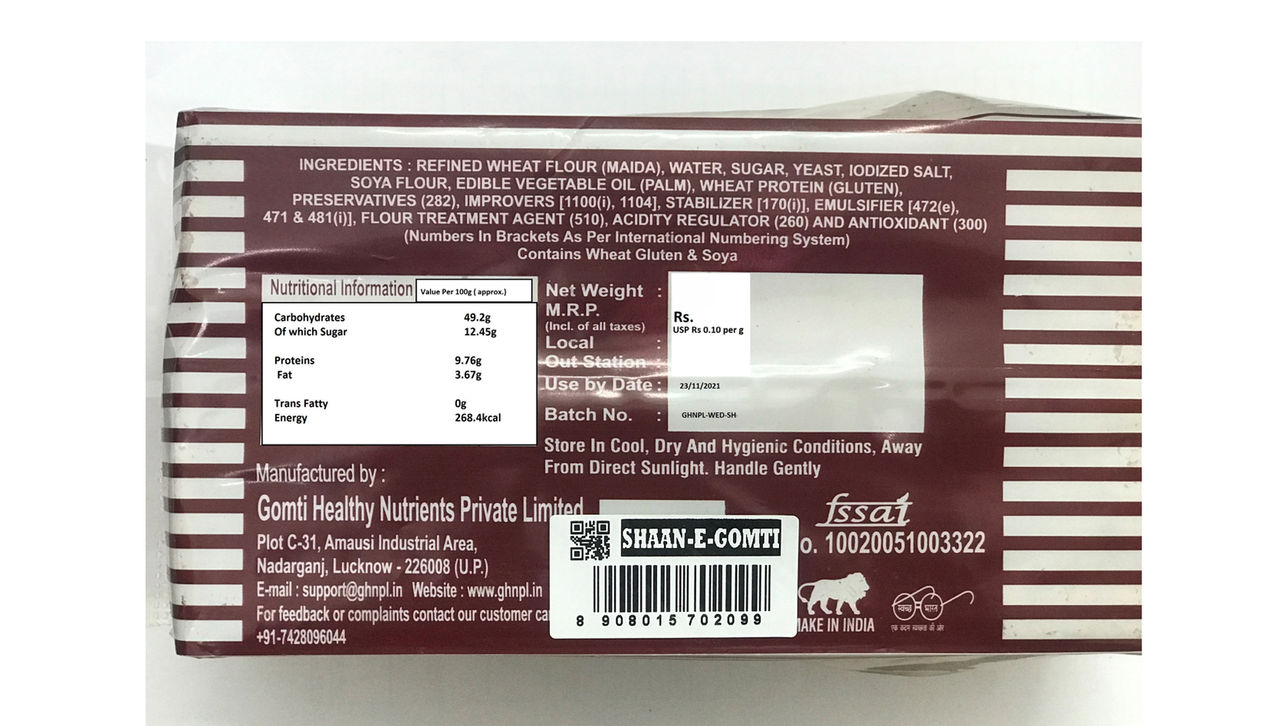 INGREDIENTS : REFINED WHEAT FLOUR (MAIDA), WATER, SUGAR, YEAST, IODIZED SALT,
SOYA FLOUR, EDIBLE VEGETABLE OIL (PALM), WHEAT PROTEIN (GLUTEN),
PRESERVATIVES (282), IMPROVERS [1100(i), 1104], STABILIZER [170(i)], EMULSIFIER [472(e),
471 & 481(i)], FLOUR TREATMENT AGENT (510), ACIDITY REGULATOR (260) AND ANTIOXIDANT (300)
(Numbers In Brackets As Per International Numbering System)
Contains Wheat Gluten & Soya
Nutritional Information Value Per 100g ( approx.)
Carbohydrates 49.2g
Of which Sugar 12.45g
Proteins 9.76g
Fat 3.67g
Trans Fatty 0g
Energy 268.4kcal
Net Weight :
M.R.P. Rs.
(Incl. of all taxes) USP Rs 0.10 per g
Local :
Out Station
Use by Date : 23/11/2021
Batch No. : GHNPL-WED-SH
Store In Cool, Dry And Hygienic Conditions, Away
From Direct Sunlight. Handle Gently
Manufactured by :
Gomti Healthy Nutrients Private Limited
Plot C-31, Amausi Industrial Area,
Nadarganj, Lucknow - 226008 (U.P.)
E-mail : support@ghnpl.in Website : www.ghnpl.in
For feedback or complaints contact our customer ca
+91-7428096044
SHAAN-E-GOMTI
8 908015 702099
fssai
o. 10020051003322
MAKE IN INDIA
स्वच्छ भारत
एक कदम स्वच्छता की ओर